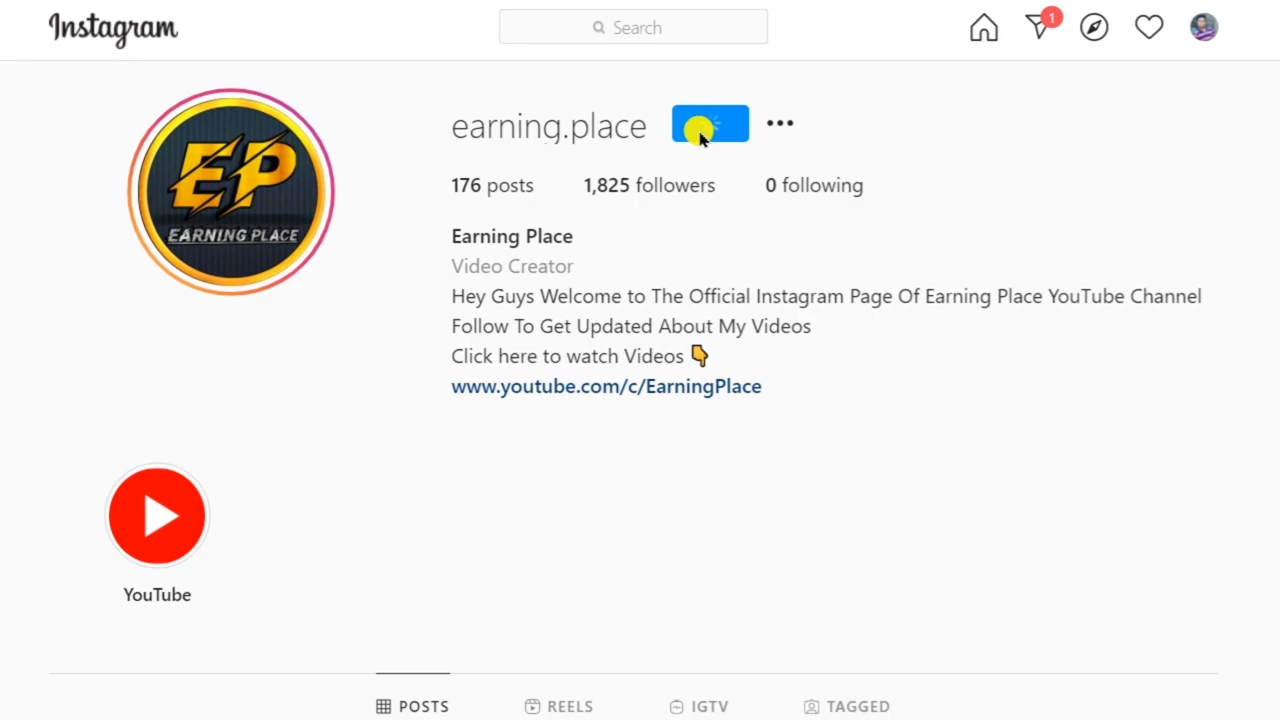 Instagram
Search
1
EP
EARNING PLACE
earning.place
176 posts 1,825 followers 0 following
Earning Place
Video Creator
Hey Guys Welcome to The Official Instagram Page Of Earning Place YouTube Channel
Follow To Get Updated About My Videos
Click here to watch Videos 👇
www.youtube.com/c/EarningPlace
YouTube
POSTS REELS IGTV TAGGED